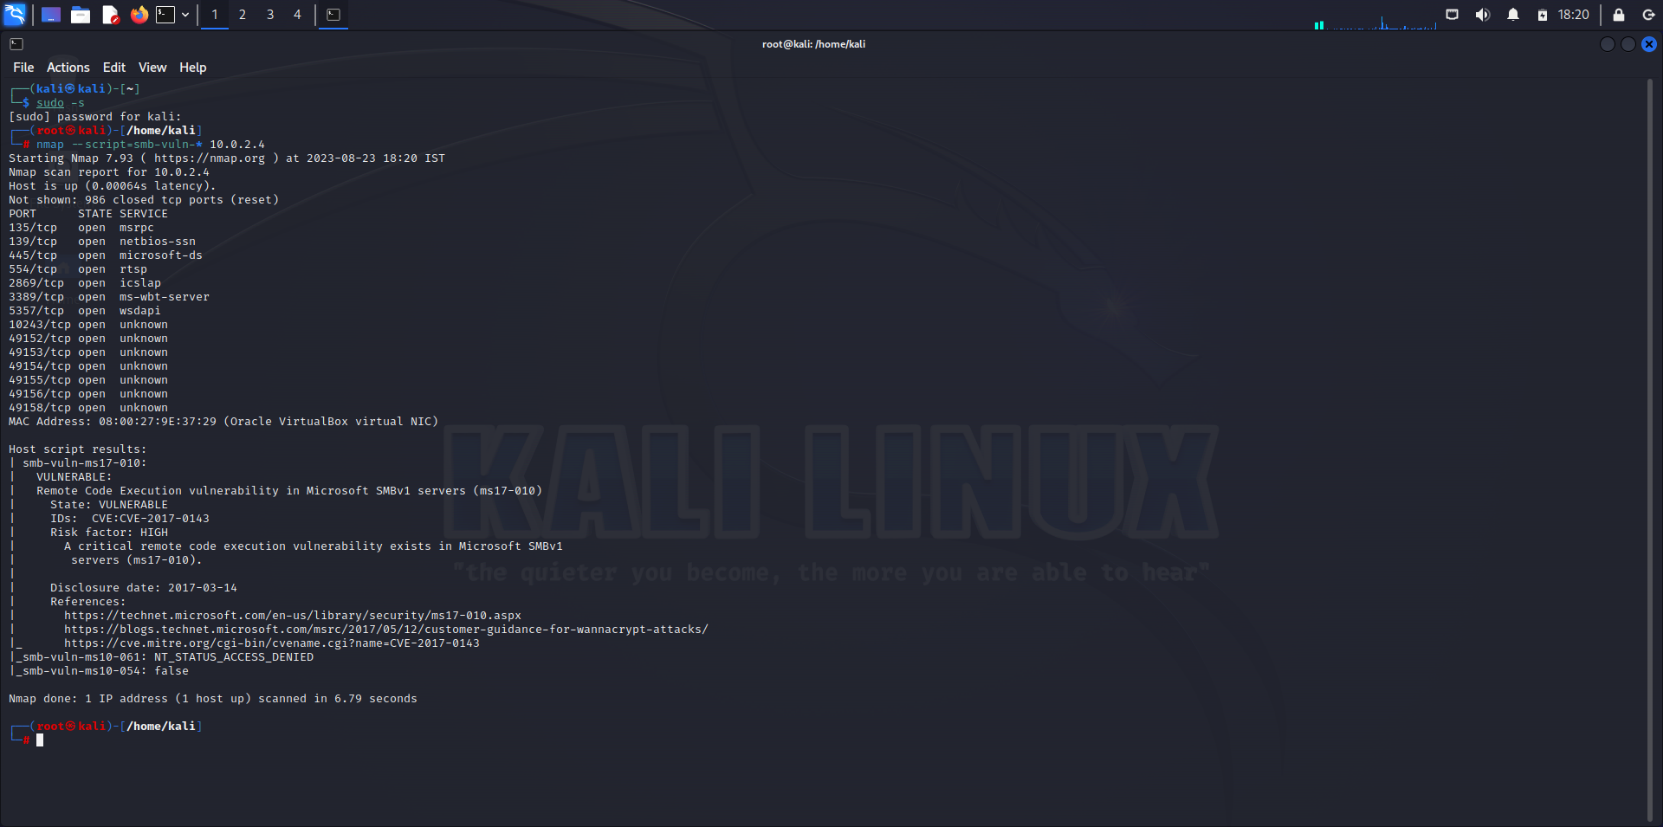 1 2 3 4
18:20
root@kali: /home/kali
File Actions Edit View Help
┌──(kali㉿kali)-[~]
└─$ sudo -s
[sudo] password for kali:
┌──(root㉿kali)-[/home/kali]
└─# nmap --script=smb-vuln-* 10.0.2.4
Starting Nmap 7.93 ( https://nmap.org ) at 2023-08-23 18:20 IST
Nmap scan report for 10.0.2.4
Host is up (0.00064s latency).
Not shown: 986 closed tcp ports (reset)
PORT      STATE SERVICE
135/tcp   open  msrpc
139/tcp   open  netbios-ssn
445/tcp   open  microsoft-ds
554/tcp   open  rtsp
2869/tcp  open  icslap
3389/tcp  open  ms-wbt-server
5357/tcp  open  wsdapi
10243/tcp open  unknown
49152/tcp open  unknown
49153/tcp open  unknown
49154/tcp open  unknown
49155/tcp open  unknown
49156/tcp open  unknown
49158/tcp open  unknown
MAC Address: 08:00:27:9E:37:29 (Oracle VirtualBox virtual NIC)
Host script results:
| smb-vuln-ms17-010:
|   VULNERABLE:
|   Remote Code Execution vulnerability in Microsoft SMBv1 servers (ms17-010)
|     State: VULNERABLE
|     IDs:  CVE:CVE-2017-0143
|     Risk factor: HIGH
|       A critical remote code execution vulnerability exists in Microsoft SMBv1
|        servers (ms17-010).
|
|     Disclosure date: 2017-03-14
|     References:
|       https://technet.microsoft.com/en-us/library/security/ms17-010.aspx
|       https://blogs.technet.microsoft.com/msrc/2017/05/12/customer-guidance-for-wannacrypt-attacks/
|_      https://cve.mitre.org/cgi-bin/cvename.cgi?name=CVE-2017-0143
|_smb-vuln-ms10-061: NT_STATUS_ACCESS_DENIED
|_smb-vuln-ms10-054: false
Nmap done: 1 IP address (1 host up) scanned in 6.79 seconds
┌──(root㉿kali)-[/home/kali]
└─#
KALI LINUX
"the quieter you become, the more you are able to hear"